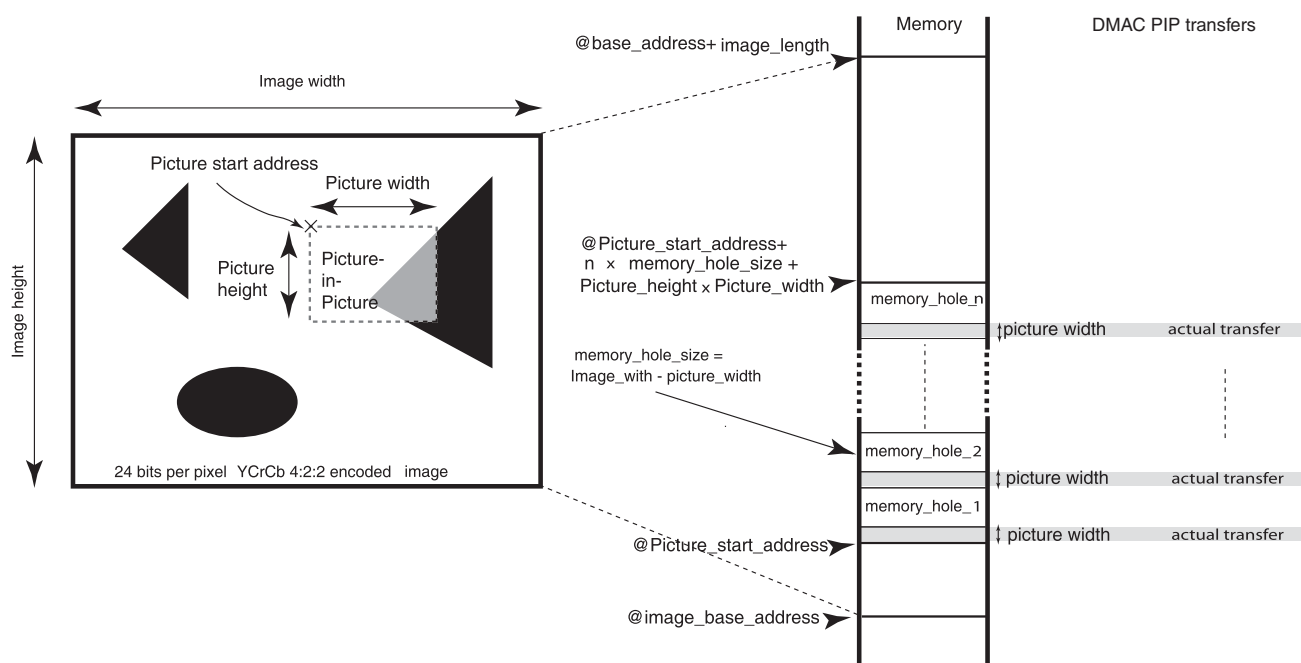 Memory
DMAC PIP transfers
@base_address+ image_length
Image width
Picture start address
Picture width
Image height
Picture height
Picture-
in-
Picture
24 bits per pixel YCrCb 4:2:2 encoded image
@Picture_start_address+
n x memory_hole_size +
Picture_height x Picture_width
memory_hole_n
picture width
actual transfer
memory_hole_size =
Image_with - picture_width
memory_hole_2
picture width
actual transfer
memory_hole_1
picture width
actual transfer
@Picture_start_address
@image_base_address